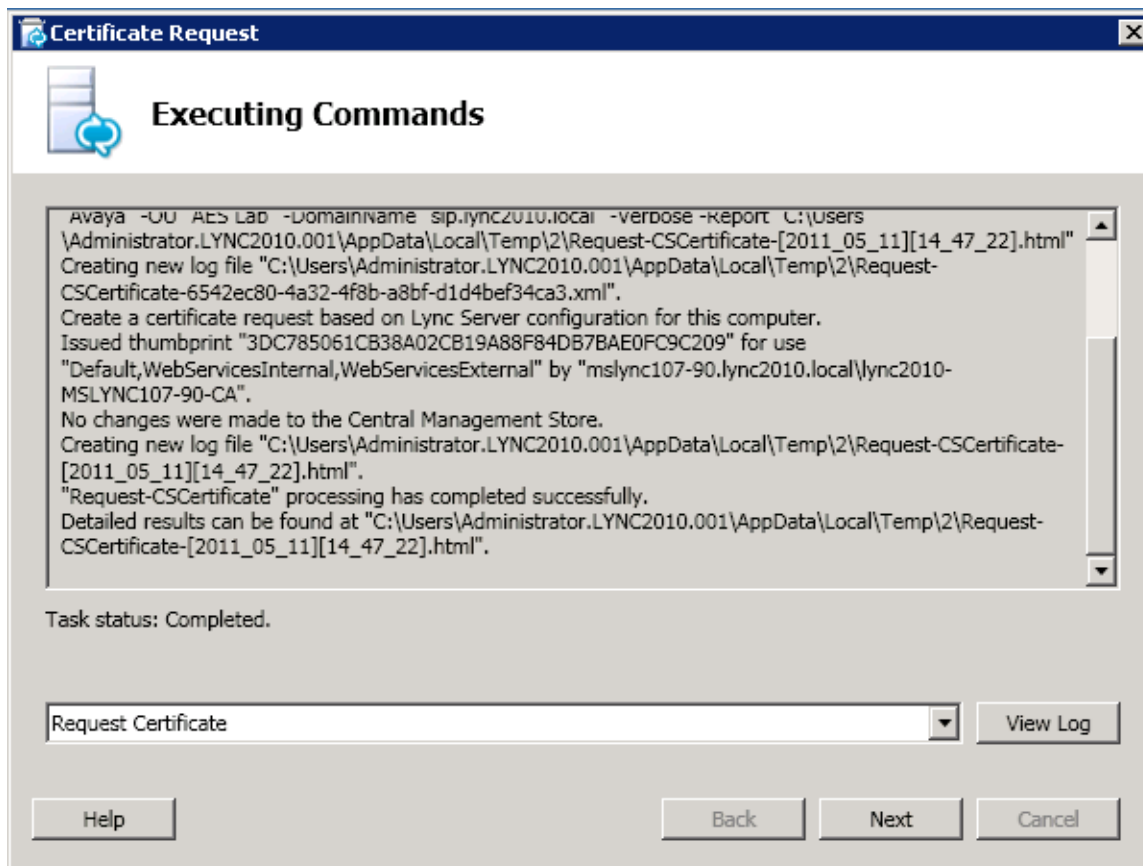 Certificate Request
Executing Commands
"Avaya" -OU "AES Lab" -DomainName "sip.lync2010.local" -Verbose -Report "C:\Users
\Administrator.LYNC2010.001\AppData\Local\Temp\2\Request-CSCertificate-[2011_05_11][14_47_22].html"
Creating new log file "C:\Users\Administrator.LYNC2010.001\AppData\Local\Temp\2\Request-
CSCertificate-6542ec80-4a32-4f8b-a8bf-d1d4bef34ca3.xml".
Create a certificate request based on Lync Server configuration for this computer.
Issued thumbprint "3DC785061CB38A02CB19A88F84DB7BAE0FC9C209" for use
"Default,WebServicesInternal,WebServicesExternal" by "mslync107-90.lync2010.local\lync2010-
MSLYNC107-90-CA".
No changes were made to the Central Management Store.
Creating new log file "C:\Users\Administrator.LYNC2010.001\AppData\Local\Temp\2\Request-CSCertificate-
[2011_05_11][14_47_22].html".
"Request-CSCertificate" processing has completed successfully.
Detailed results can be found at "C:\Users\Administrator.LYNC2010.001\AppData\Local\Temp\2\Request-
CSCertificate-[2011_05_11][14_47_22].html".
Task status: Completed.
Request Certificate
View Log
Help
Back
Next
Cancel